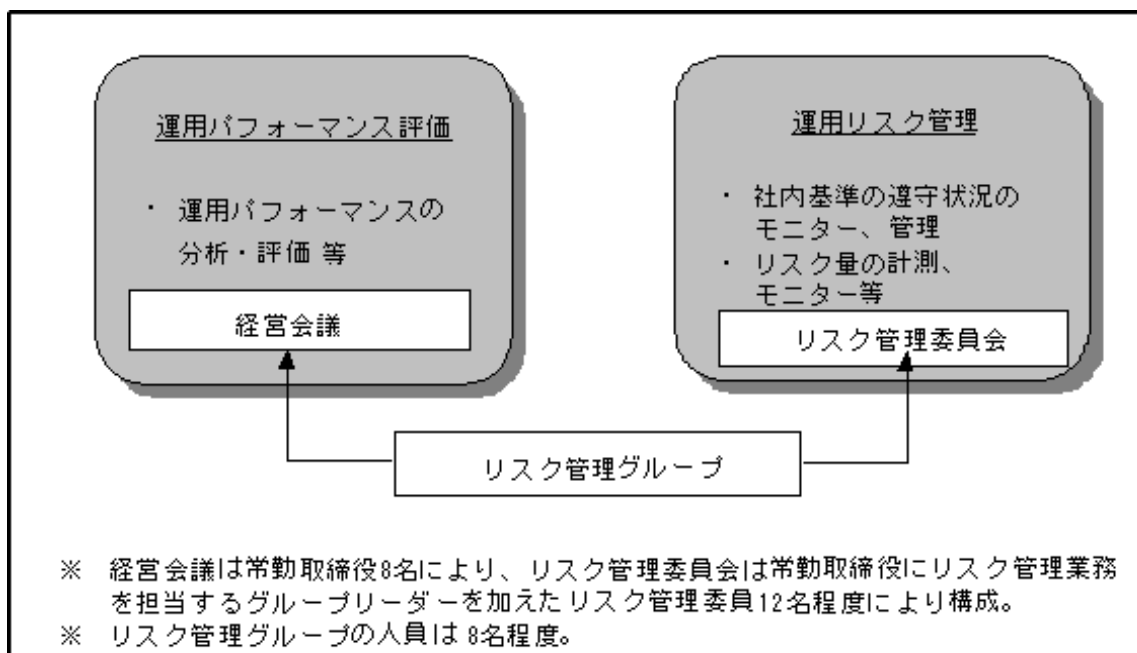 運用パフォーマンス評価
・ 運用パフォーマンスの
分析・評価 等
経営会議
運用リスク管理
・ 社内基準の遵守状況の
モニター、管理
・ リスク量の計測、
モニター等
リスク管理委員会
リスク管理グループ
※ 経営会議は常勤取締役8名により、リスク管理委員会は常勤取締役にリスク管理業務
を担当するグループリーダーを加えたリスク管理委員12名程度により構成。
※ リスク管理グループの人員は8名程度。